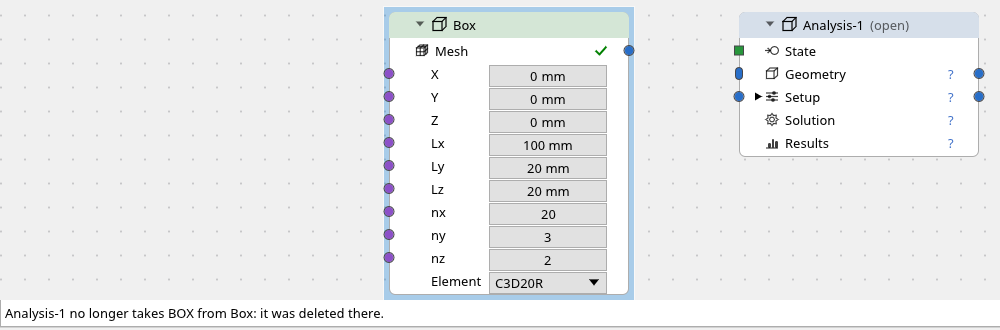 Box
Mesh
X 0 mm
Y 0 mm
Z 0 mm
Lx 100 mm
Ly 20 mm
Lz 20 mm
nx 20
ny 3
nz 2
Element C3D20R
Analysis-1 (open)
State
Geometry ?
Setup ?
Solution ?
Results ?
Analysis-1 no longer takes BOX from Box: it was deleted there.